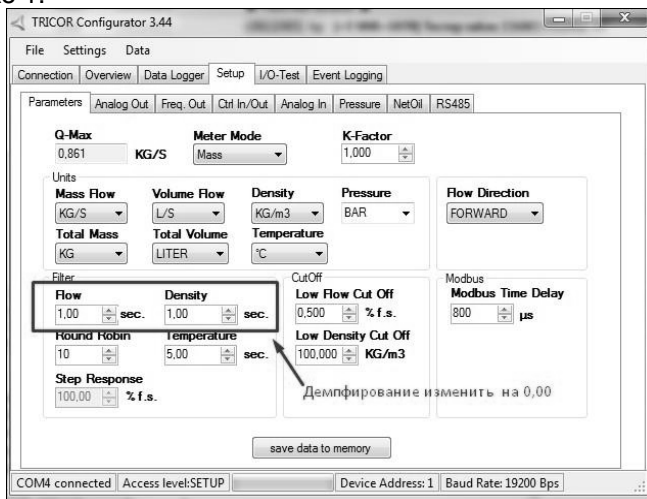 TRICOR Configurator 3.44
File Settings Data
Connection Overview Data Logger Setup I/O-Test Event Logging
Parameters Analog Out Freq. Out Ctrl In/Out Analog In Pressure NetOil RS485
Q-Max Meter Mode K-Factor
0,861 KG/S Mass 1,000
Units
Mass Flow Volume Flow Density Pressure Flow Direction
KG/S L/S KG/m3 BAR FORWARD
Total Mass Total Volume Temperature
KG LITER °C
Filter CutOff Modbus
Flow Density Low Flow Cut Off Modbus Time Delay
1,00 sec. 1,00 sec. 0,500 % f.s. 800 µs
Round Robin Temperature Low Density Cut Off
10 5,00 sec. 100,000 KG/m3
Step Response
100,00 % f.s.
Демпфирование изменить на 0,00
save data to memory
COM4 connected Access level:SETUP Device Address: 1 Baud Rate: 19200 Bps